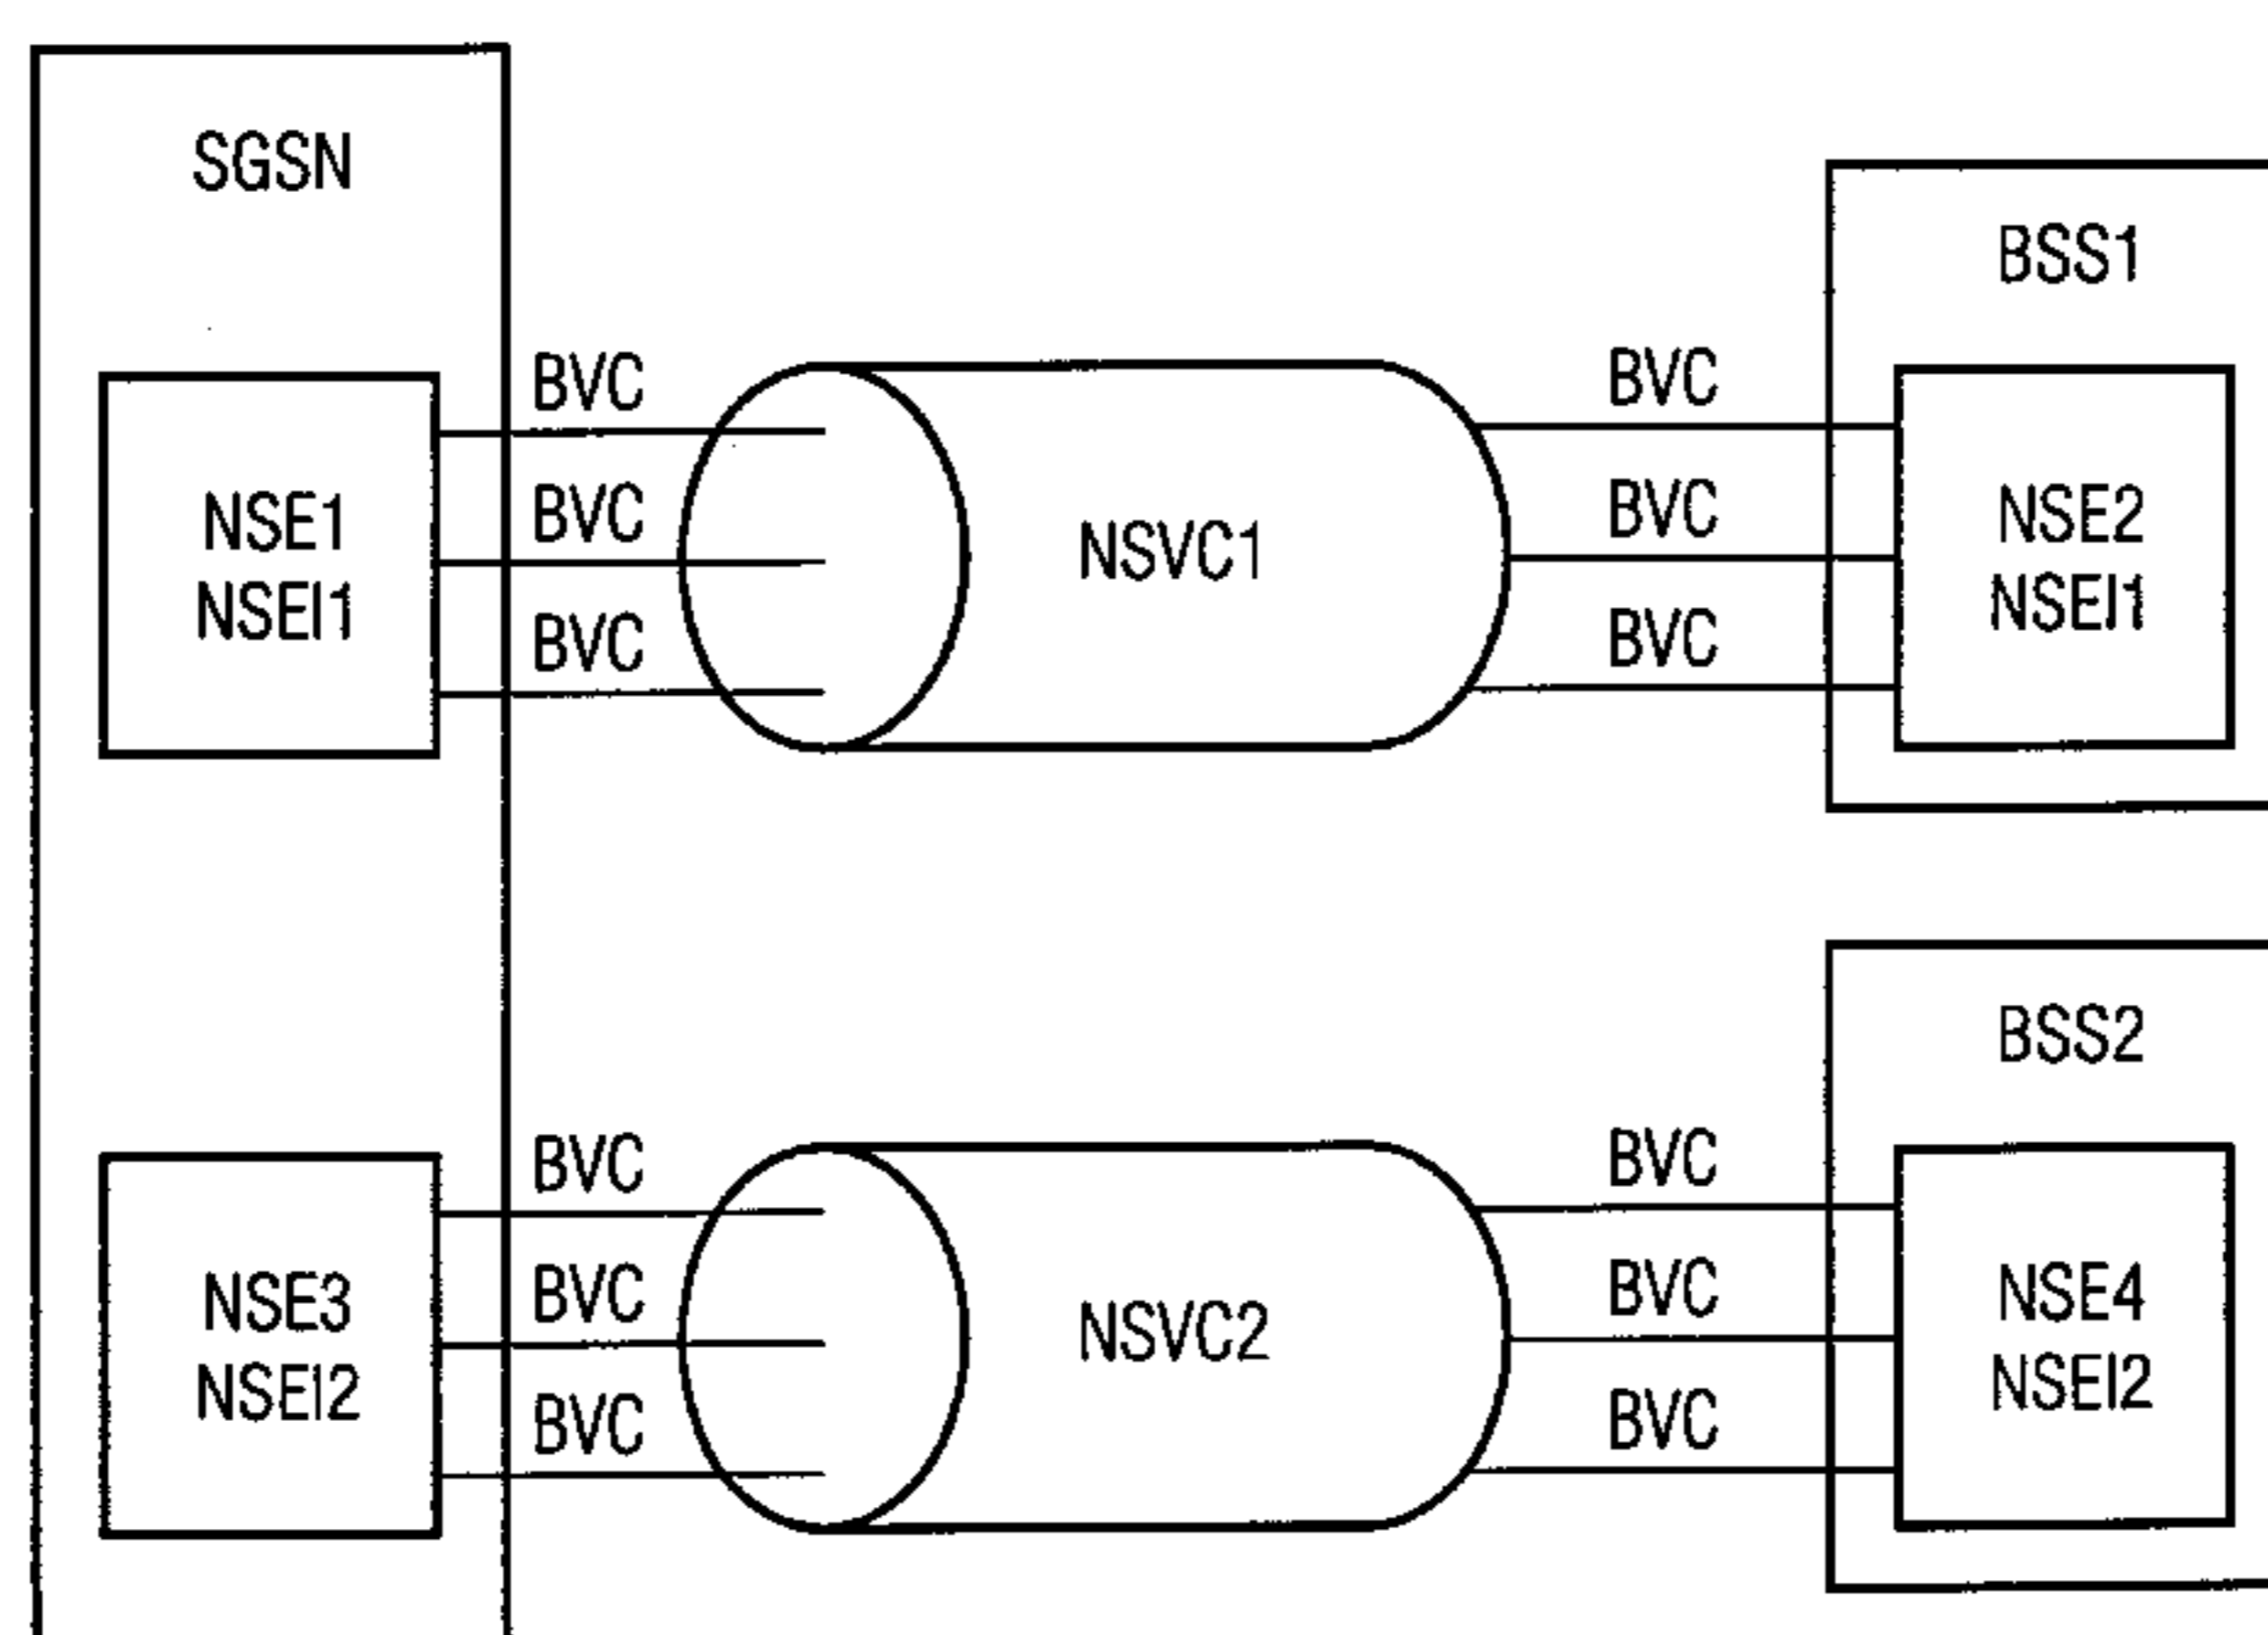 SGSN
BSS1
BVC
BVC
BVC
NSE1
NSEI1
NSVC1
BVC
BVC
BVC
NSE2
NSEI1
BSS2
BVC
BVC
BVC
NSE3
NSEI2
NSVC2
BVC
BVC
BVC
NSE4
NSEI2